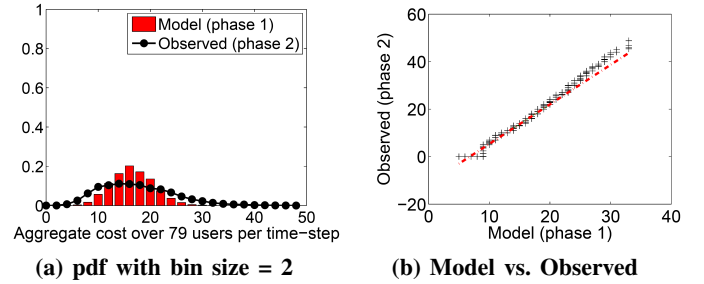 1
0.8
0.6
0.4
0.2
0
0 10 20 30 40 50
Model (phase 1)
Observed (phase 2)
Aggregate cost over 79 users per time-step
(a) pdf with bin size = 2
60
40
20
0
−20
0 10 20 30 40
Observed (phase 2)
Model (phase 1)
(b) Model vs. Observed